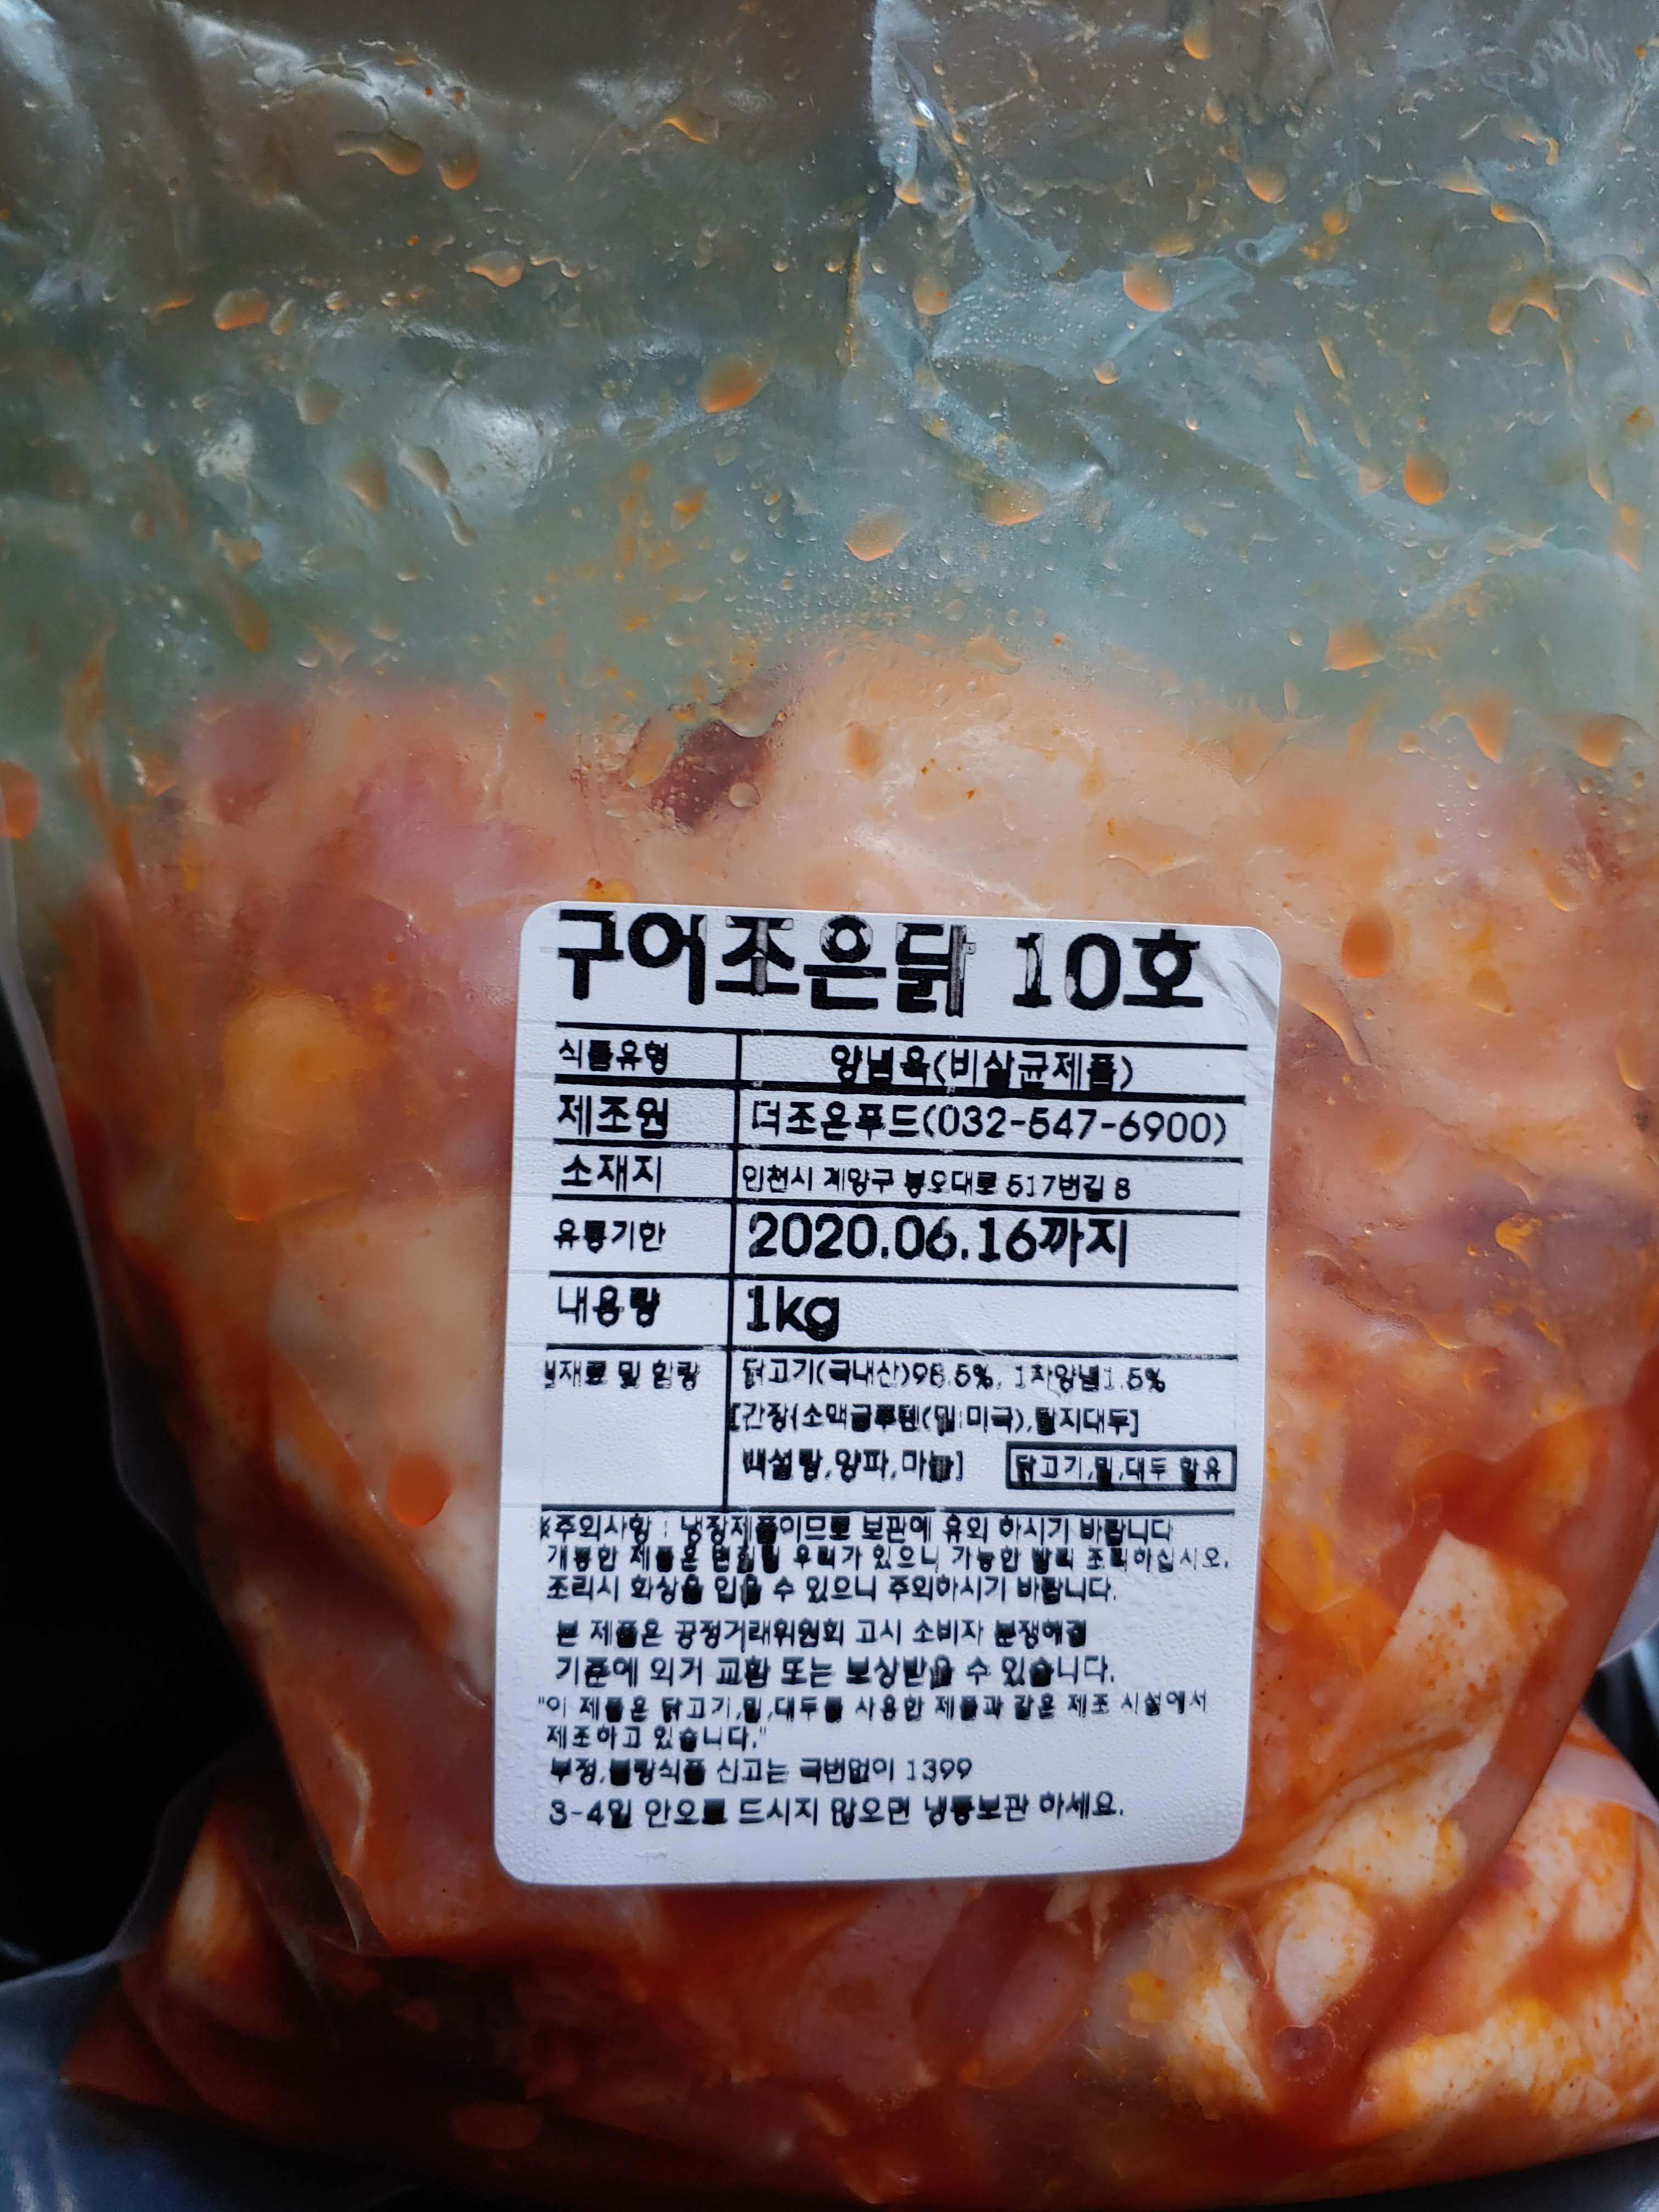 구어조은닭 10호
식품유형 양념육(비살균제품)
제조원 더조은푸드(032-547-6900)
소재지 인천시 계양구 봉오대로 517번길 8
유통기한 2020.06.16까지
내용량 1kg
원재료 및 함량 닭고기(국내산)98.5%, 1차양념1.5%
[간장(소맥글루텐(밀:미국),탈지대두]
백설탕,양파,마늘] 닭고기,밀,대두 함유
※주의사항 : 냉장제품이므로 보관에 유의 하시기 바랍니다
개봉한 제품은 변질될 우려가 있으니 가능한 빨리 조리하십시오.
조리시 화상을 입을 수 있으니 주의하시기 바랍니다.
본 제품은 공정거래위원회 고시 소비자 분쟁해결
기준에 의거 교환 또는 보상받을 수 있습니다.
"이 제품은 닭고기,밀,대두를 사용한 제품과 같은 제조 시설에서
제조하고 있습니다."
부정,불량식품 신고는 국번없이 1399
3-4일 안으로 드시지 않으면 냉동보관 하세요.